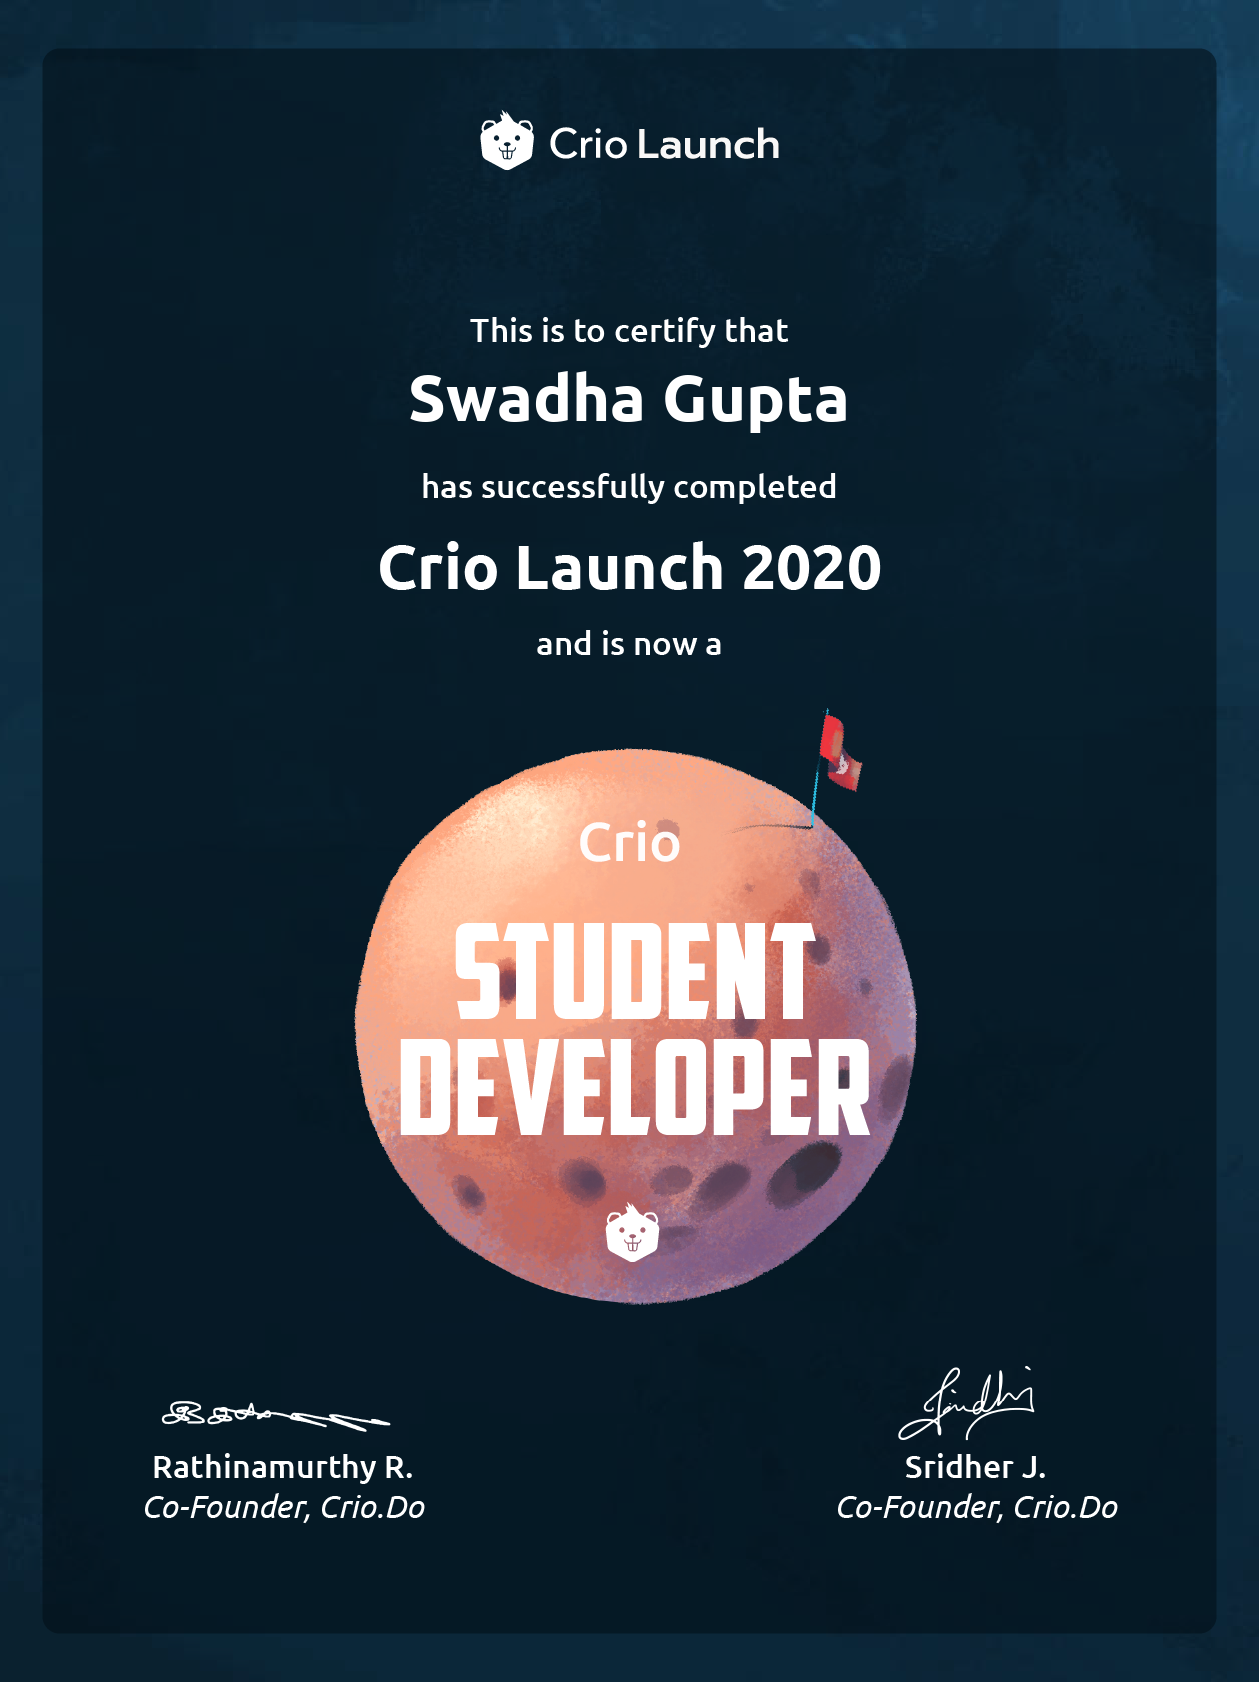 Crio Launch
This is to certify that
Swadha Gupta
has successfully completed
Crio Launch 2020
and is now a
Crio
STUDENT
DEVELOPER
Rathinamurthy R.
Co-Founder, Crio.Do
Sridher J.
Co-Founder, Crio.Do